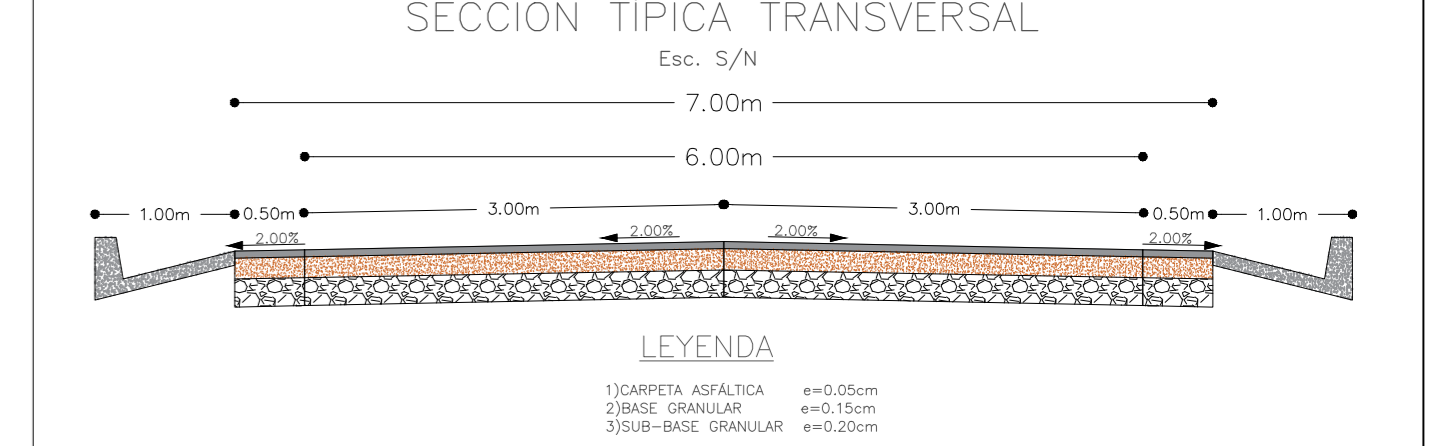 SECCIÓN TÍPICA TRANSVERSAL
Esc. S/N
7.00m
6.00m
1.00m 0.50m 3.00m 3.00m 0.50m 1.00m
2.00% 2.00% 2.00% 2.00%
LEYENDA
1)CARPETA ASFÁLTICA e=0.05cm
2)BASE GRANULAR e=0.15cm
3)SUB-BASE GRANULAR e=0.20cm